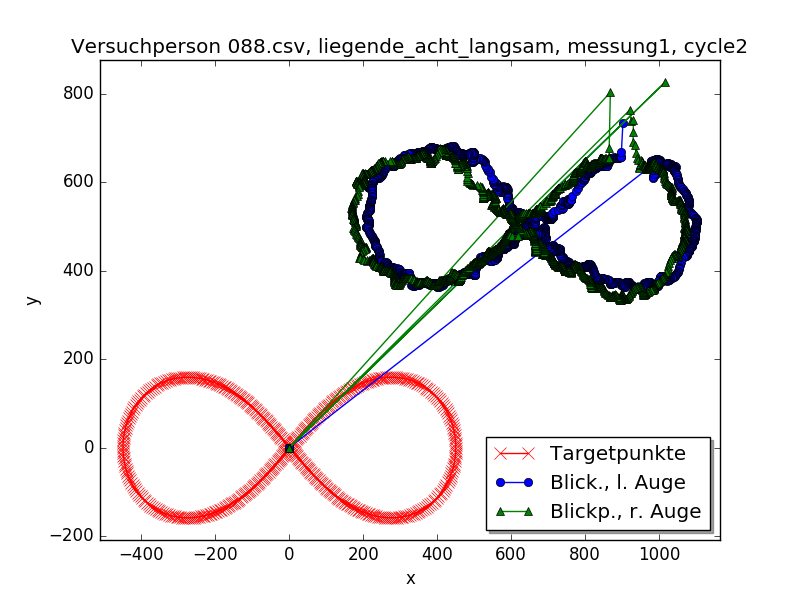 Versuchperson 088.csv, liegende_acht_langsam, messung1, cycle2
800
600
400
200
0
−200
y
−400
−200
0
200
400
600
800
1000
x
Targetpunkte
Blick., l. Auge
Blickp., r. Auge